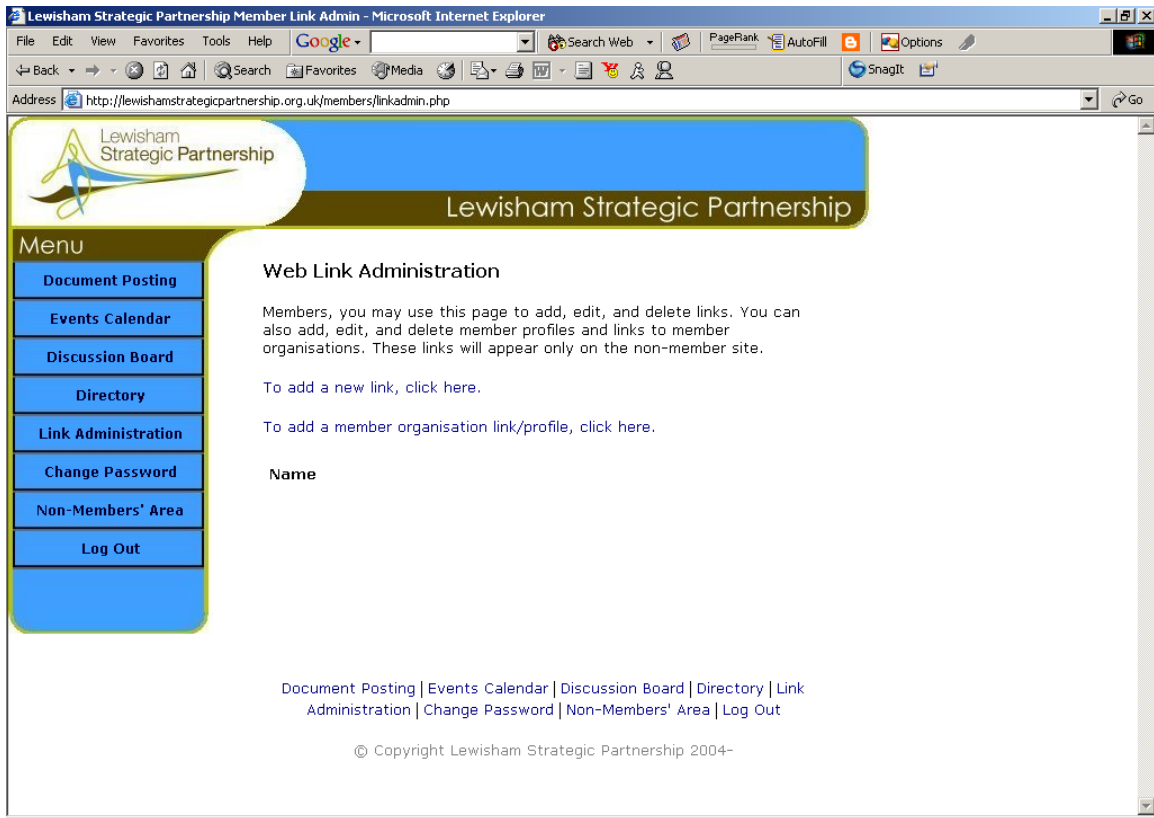 Lewisham Strategic Partnership Member Link Admin - Microsoft Internet Explorer
File Edit View Favorites Tools Help Google Search Web PageRank AutoFill Options
Back Search Favorites Media SnagIt
Address http://lewishamstrategicpartnership.org.uk/members/linkadmin.php Go
Lewisham
Strategic Partnership
Lewisham Strategic Partnership
Menu
Document Posting
Events Calendar
Discussion Board
Directory
Link Administration
Change Password
Non-Members' Area
Log Out
Web Link Administration
Members, you may use this page to add, edit, and delete links. You can
also add, edit, and delete member profiles and links to member
organisations. These links will appear only on the non-member site.
To add a new link, click here.
To add a member organisation link/profile, click here.
Name
Document Posting | Events Calendar | Discussion Board | Directory | Link
Administration | Change Password | Non-Members' Area | Log Out
© Copyright Lewisham Strategic Partnership 2004-